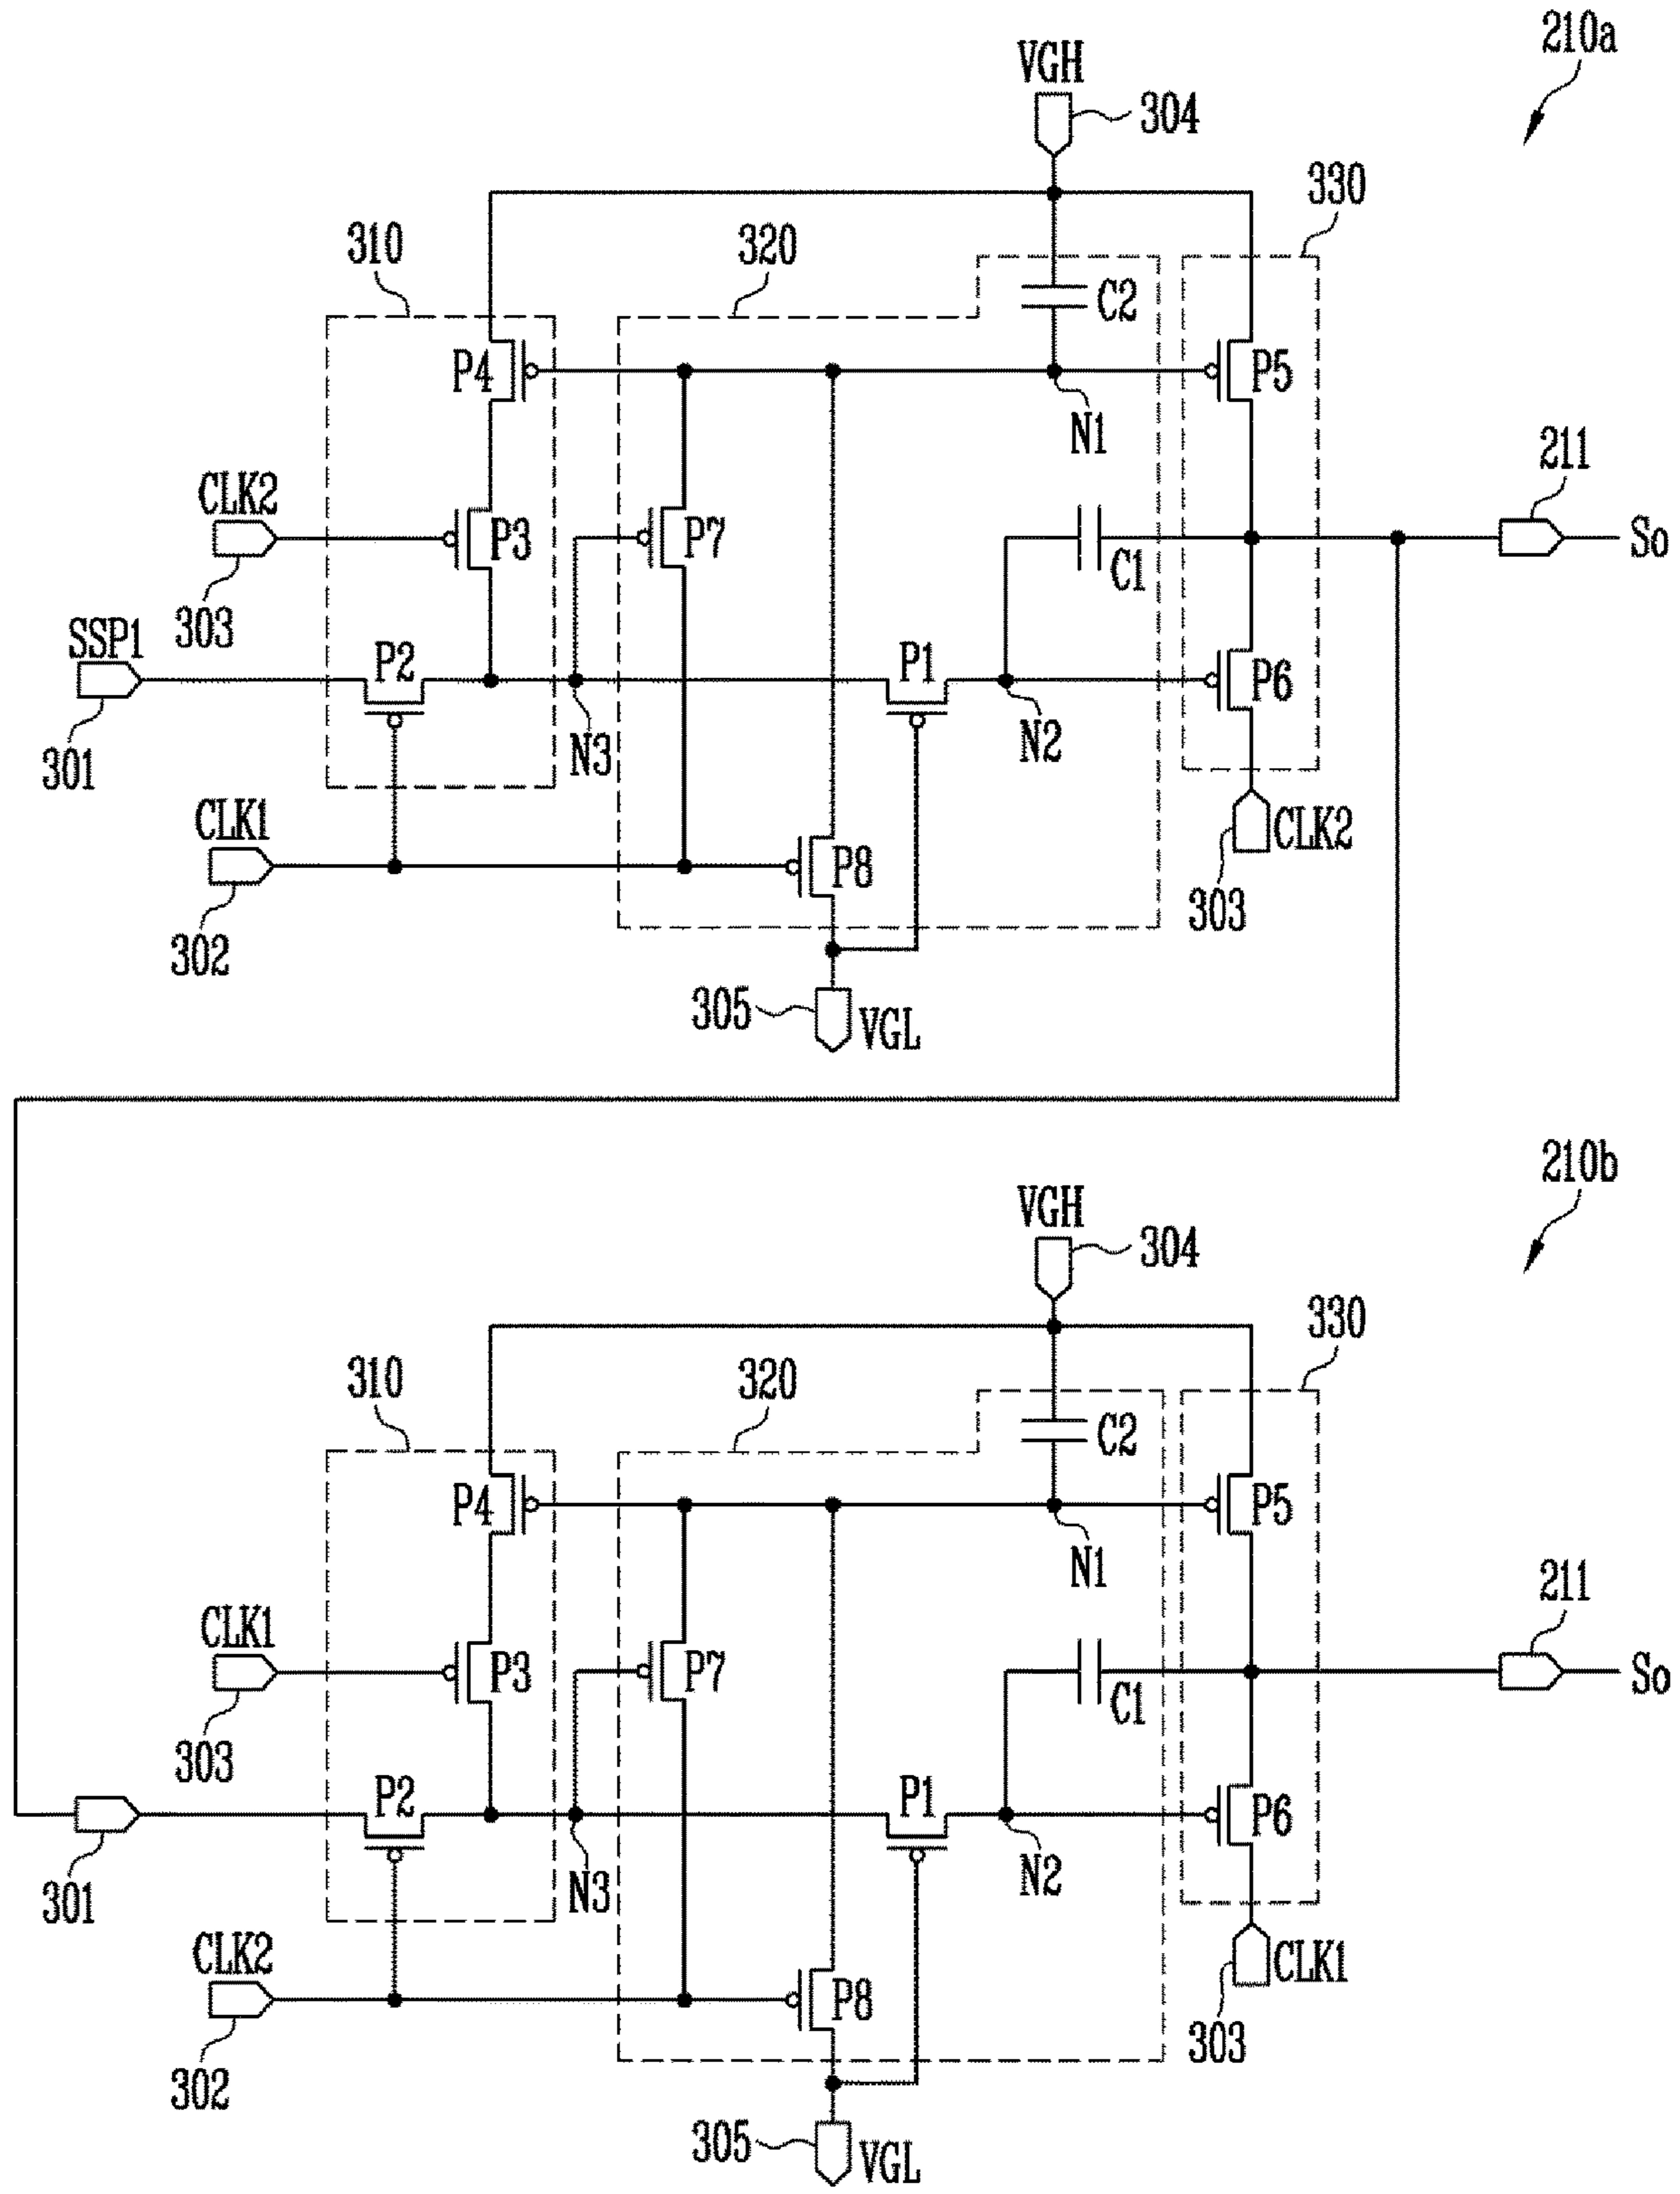 210a
VGH
304
330
310
320
C2
P4
P5
N1
211
CLK2
P3
P7
So
C1
303
SSP1
P2
P1
P6
N3
N2
301
CLK1
CLK2
P8
303
302
305
VGL
210b
VGH
304
330
310
320
C2
P4
P5
N1
211
CLK1
P3
P7
So
C1
303
P2
P1
P6
N3
N2
301
CLK2
CLK1
P8
303
302
305
VGL